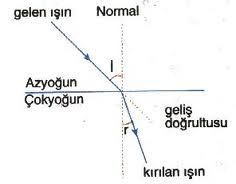 gelen ışın Normal
I
Azyoğun
Çokyoğun
geliş
doğrultusu
r
kırılan ışın